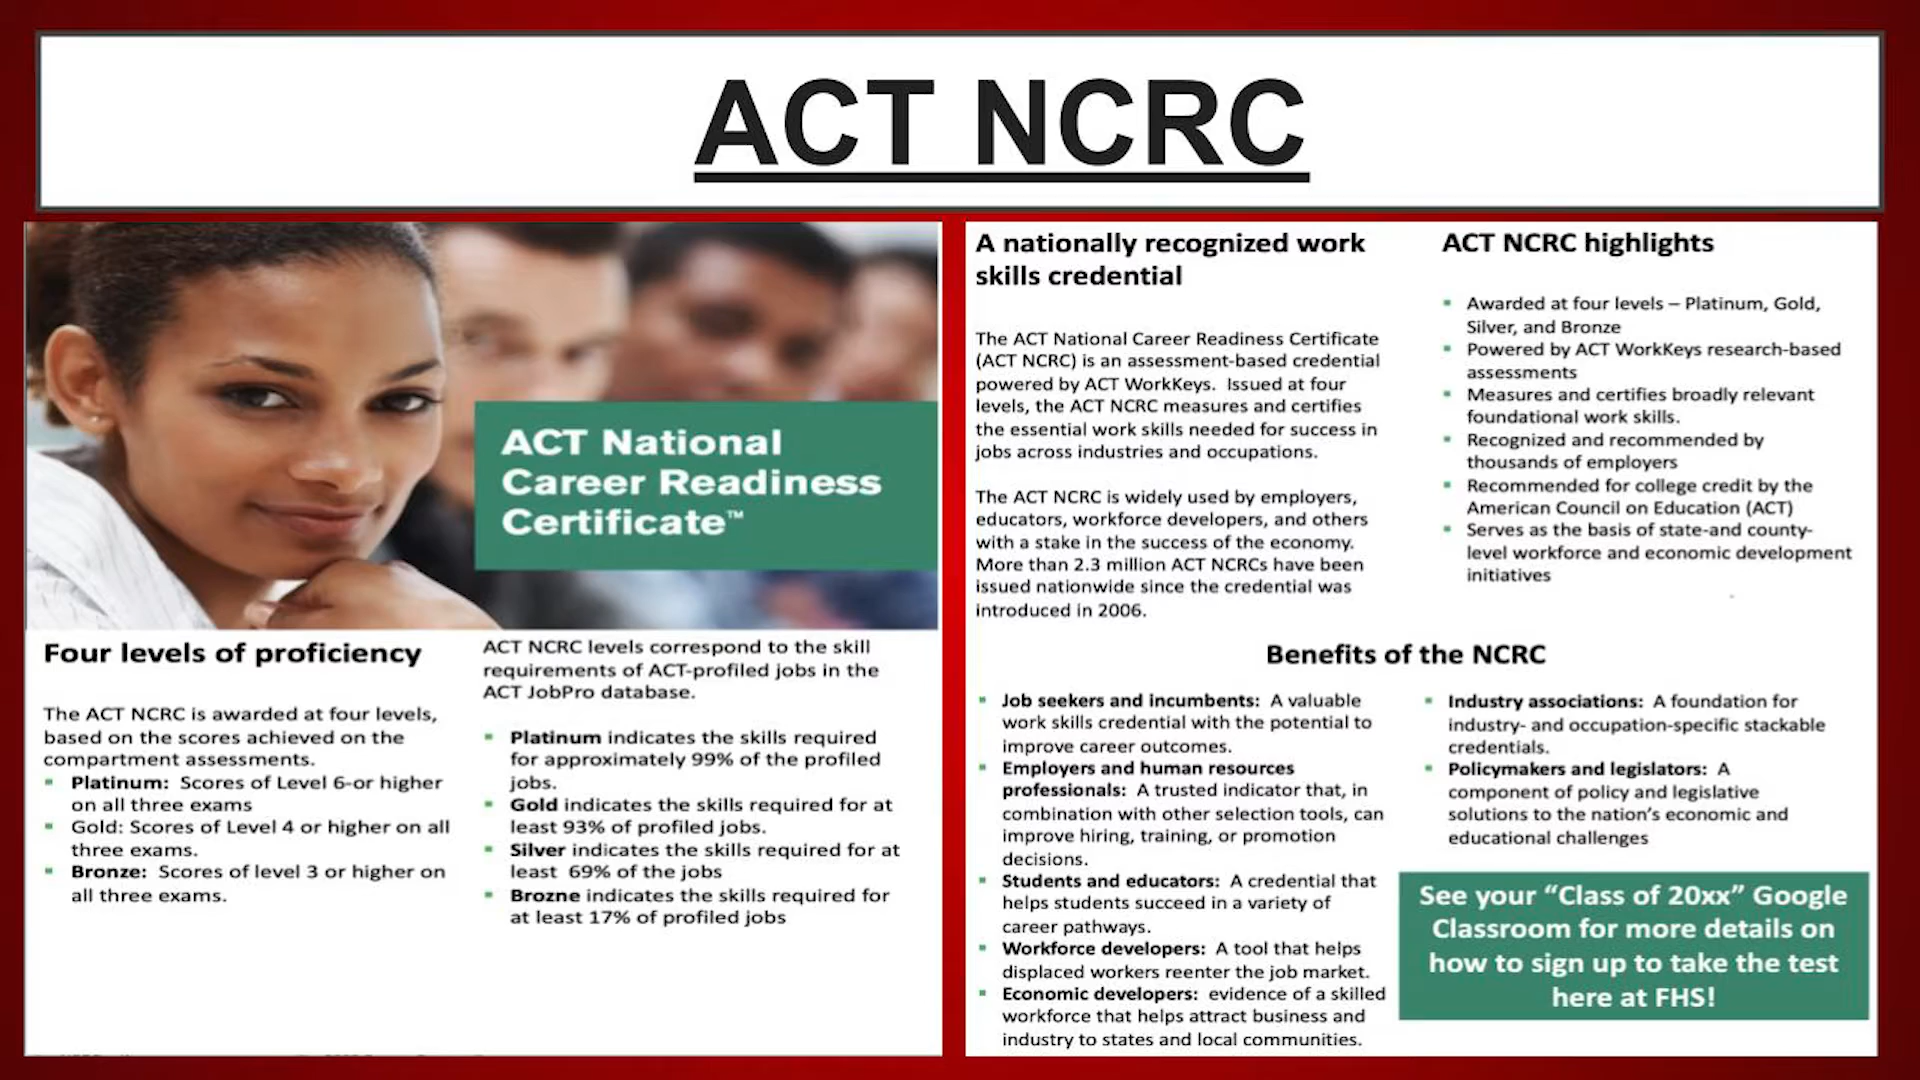 ACT NCRC
ACT National
Career Readiness
Certificate™
Four levels of proficiency
The ACT NCRC is awarded at four levels,
based on the scores achieved on the
compartment assessments.
Platinum: Scores of Level 6-or higher
on all three exams
Gold: Scores of Level 4 or higher on all
three exams.
Bronze: Scores of level 3 or higher on
all three exams.
ACT NCRC levels correspond to the skill
requirements of ACT-profiled jobs in the
ACT JobPro database.
Platinum indicates the skills required
for approximately 99% of the profiled
jobs.
Gold indicates the skills required for at
least 93% of profiled jobs.
Silver indicates the skills required for at
least 69% of the jobs
Brozne indicates the skills required for
at least 17% of profiled jobs
A nationally recognized work
skills credential
The ACT National Career Readiness Certificate
(ACT NCRC) is an assessment-based credential
powered by ACT WorkKeys. Issued at four
levels, the ACT NCRC measures and certifies
the essential work skills needed for success in
jobs across industries and occupations.
The ACT NCRC is widely used by employers,
educators, workforce developers, and others
with a stake in the success of the economy.
More than 2.3 million ACT NCRCs have been
issued nationwide since the credential was
introduced in 2006.
ACT NCRC highlights
Awarded at four levels – Platinum, Gold,
Silver, and Bronze
Powered by ACT WorkKeys research-based
assessments
Measures and certifies broadly relevant
foundational work skills.
Recognized and recommended by
thousands of employers
Recommended for college credit by the
American Council on Education (ACT)
Serves as the basis of state-and county-
level workforce and economic development
initiatives
Benefits of the NCRC
Job seekers and incumbents: A valuable
work skills credential with the potential to
improve career outcomes.
Employers and human resources
professionals: A trusted indicator that, in
combination with other selection tools, can
improve hiring, training, or promotion
decisions.
Students and educators: A credential that
helps students succeed in a variety of
career pathways.
Workforce developers: A tool that helps
displaced workers reenter the job market.
Economic developers: evidence of a skilled
workforce that helps attract business and
industry to states and local communities.
Industry associations: A foundation for
industry- and occupation-specific stackable
credentials.
Policymakers and legislators: A
component of policy and legislative
solutions to the nation's economic and
educational challenges
See your “Class of 20xx” Google
Classroom for more details on
how to sign up to take the test
here at FHS!